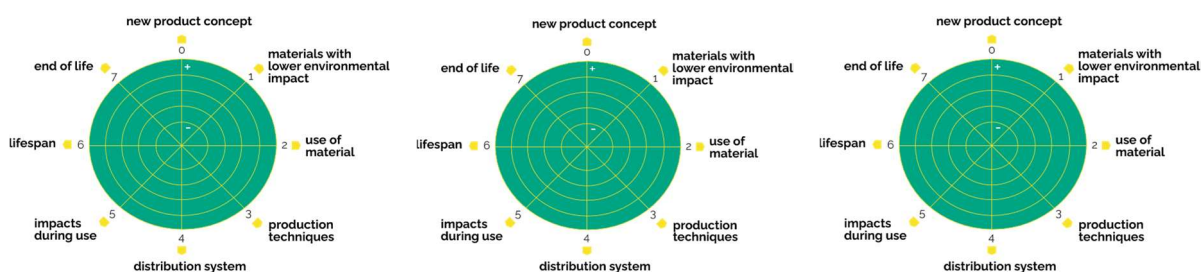 new product concept
0
+
-
materials with
lower environmental
impact
1
use of
material
2
production
techniques
3
distribution system
4
impacts
during use
5
lifespan
6
end of life
7
new product concept
0
+
-
materials with
lower environmental
impact
1
use of
material
2
production
techniques
3
distribution system
4
impacts
during use
5
lifespan
6
end of life
7
new product concept
0
+
-
materials with
lower environmental
impact
1
use of
material
2
production
techniques
3
distribution system
4
impacts
during use
5
lifespan
6
end of life
7